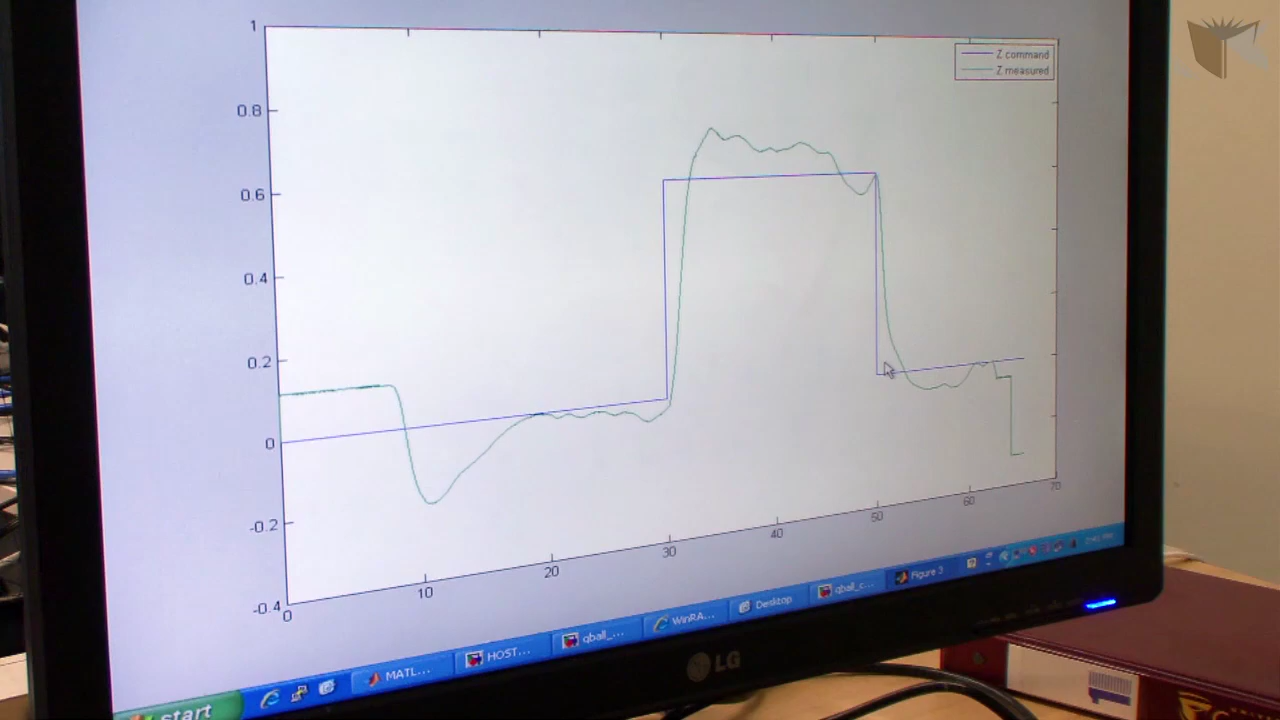 1
0.8
0.6
0.4
0.2
0
-0.2
-0.4
0
10
20
30
40
50
60
70
Z command
Z measured
start
MATL...
HOST...
qball_...
WinRA...
Desktop
qball_c...
Figure 3
LG